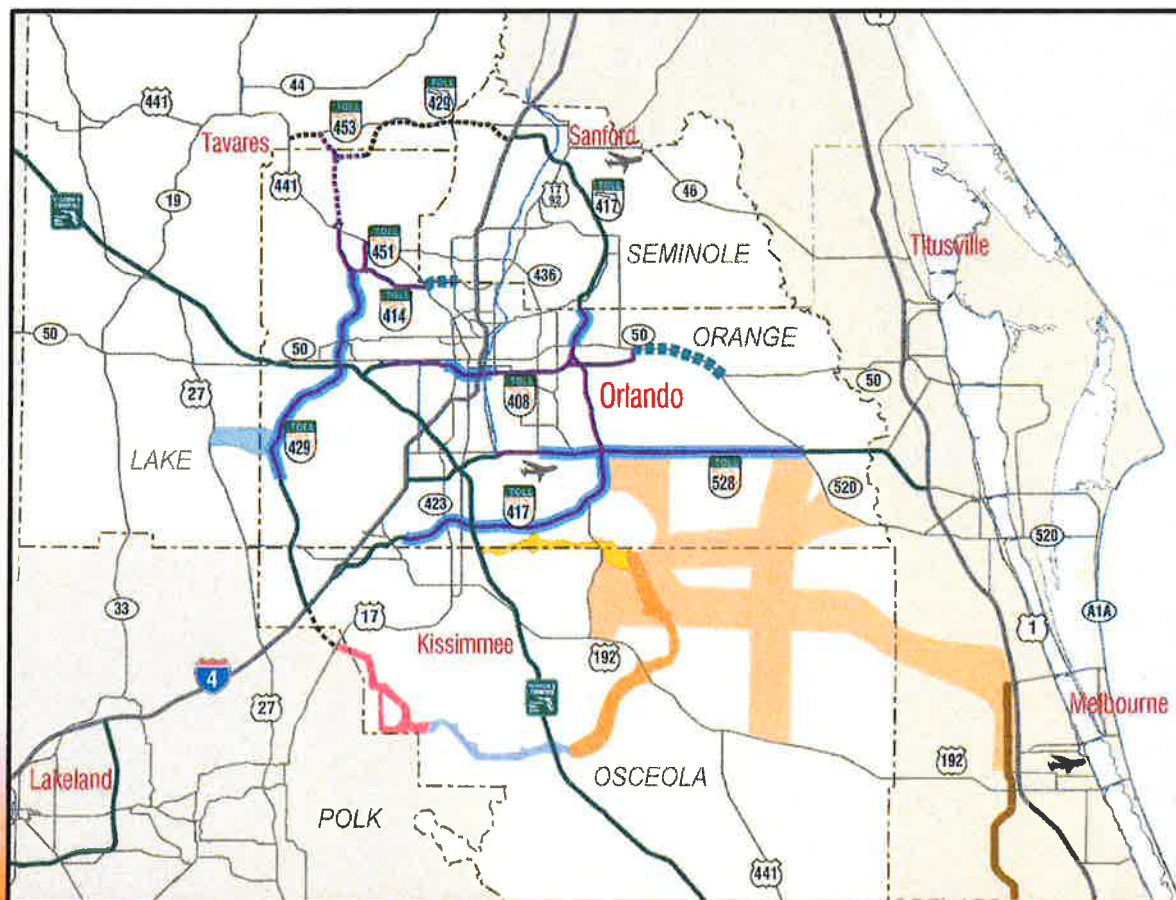 1
44
441
TOLL
429
TOLL
453
Tavares
Sanford
441
17
92
TOLL
417
46
19
TOLL
451
436
SEMINOLE
Titusville
TOLL
414
50
50
50
ORANGE
50
27
TOLL
408
Orlando
LAKE
TOLL
429
TOLL
528
520
423
TOLL
417
520
33
17
Kissimmee
192
1
A1A
4
27
Melbourne
Lakeland
OSCEOLA
192
POLK
441